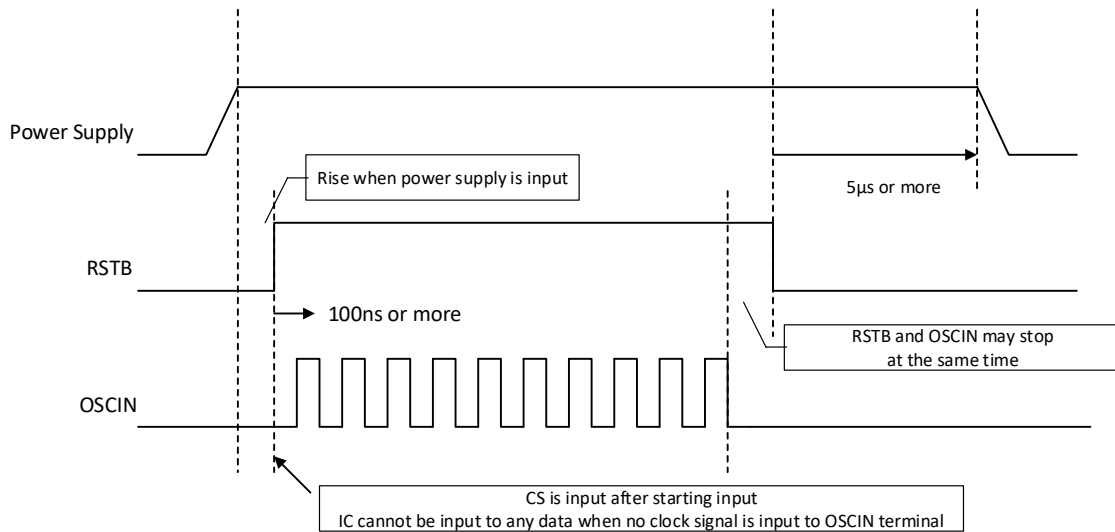 Power Supply
Rise when power supply is input
5µs or more
RSTB
100ns or more
RSTB and OSCIN may stop
at the same time
OSCIN
CS is input after starting input
IC cannot be input to any data when no clock signal is input to OSCIN terminal